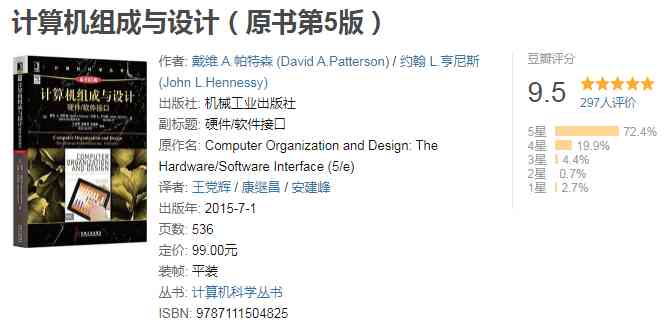 计算机组成与设计（原书第5版）
作者: 戴维 A.帕特森 (David A.Patterson) / 约翰 L.亨尼斯
(John L.Hennessy)
出版社: 机械工业出版社
副标题: 硬件/软件接口
原作名: Computer Organization and Design: The
Hardware/Software Interface (5/e)
译者: 王党辉 / 康继昌 / 安建峰
出版年: 2015-7-1
页数: 536
定价: 99.00元
装帧: 平装
丛书: 计算机科学丛书
ISBN: 9787111504825
豆瓣评分
9.5
297人评价
5星 72.4%
4星 19.9%
3星 4.4%
2星 0.7%
1星 2.7%
计算机组成与设计
硬件/软件接口
Computer Organization and Design
COMPUTER
ORGANIZATION
AND DESIGN